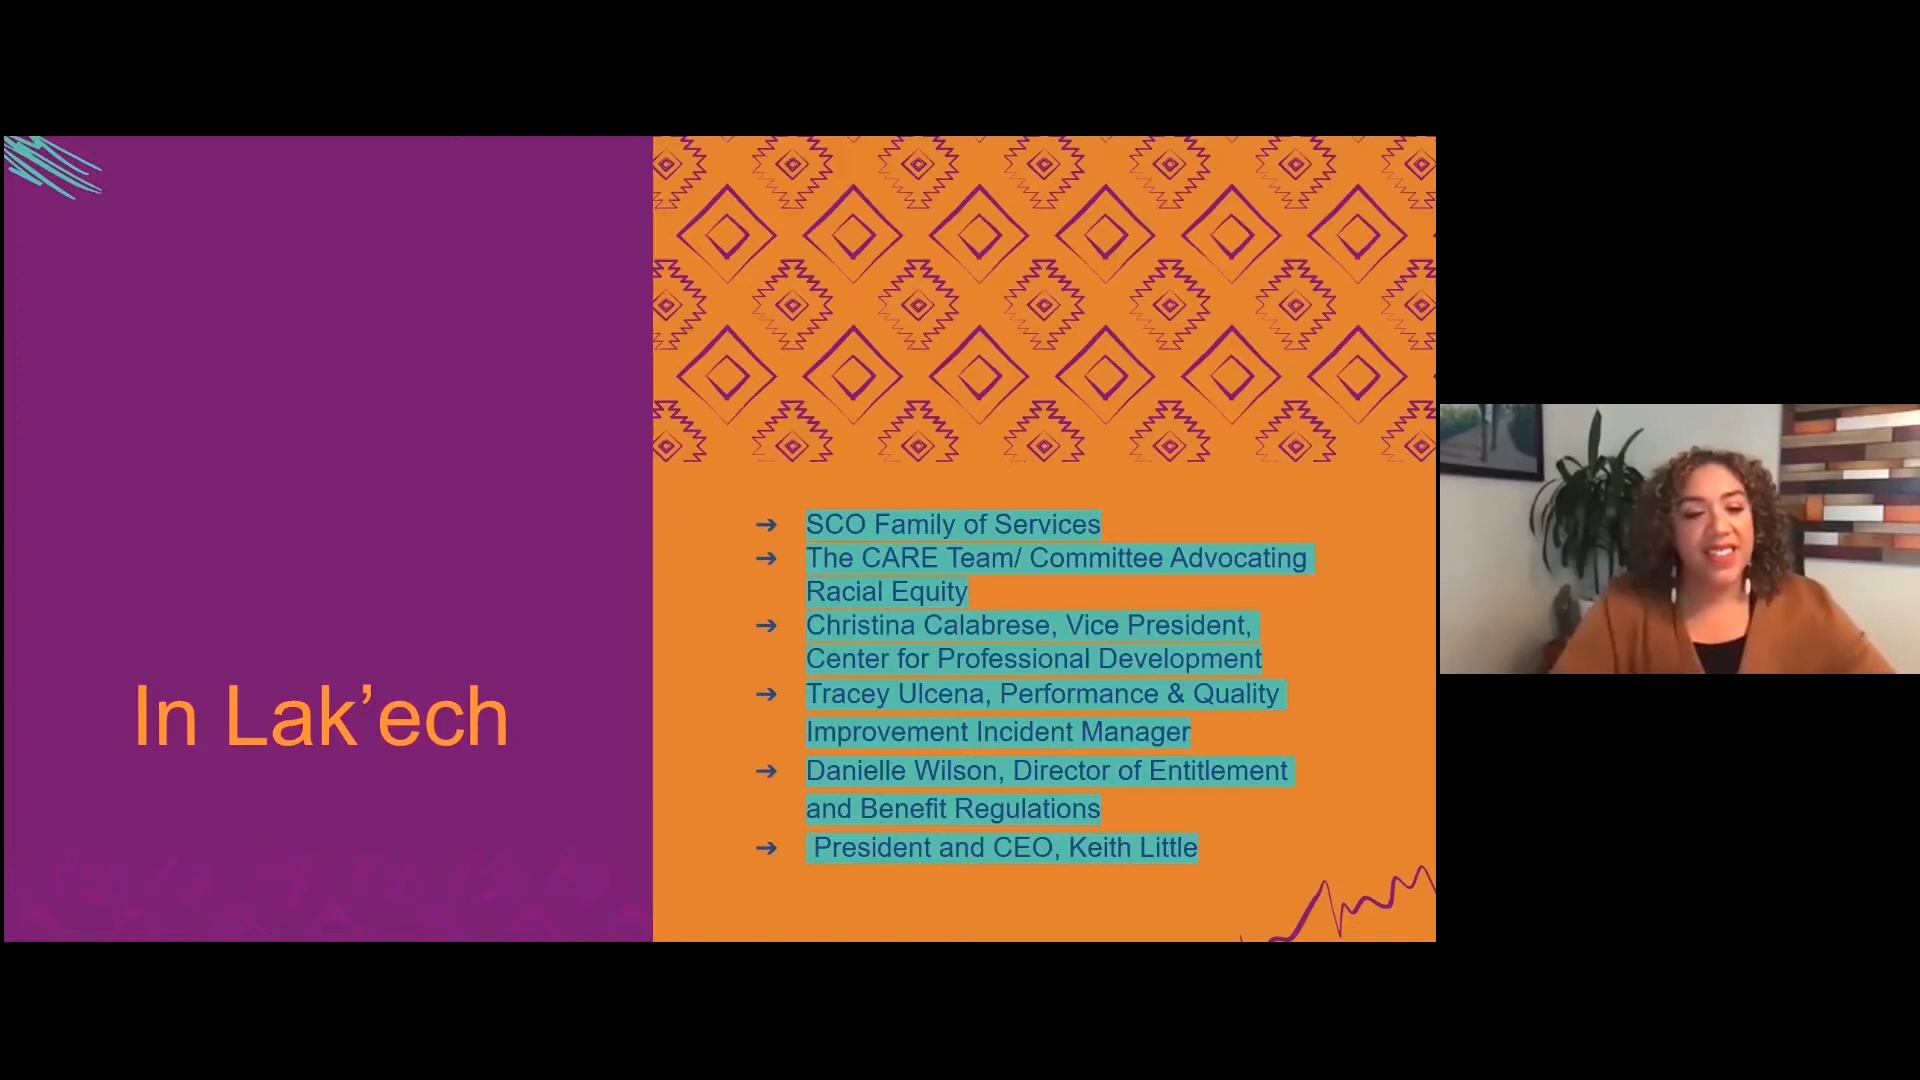 In Lak’ech
➔ SCO Family of Services
➔ The CARE Team/ Committee Advocating
Racial Equity
➔ Christina Calabrese, Vice President,
Center for Professional Development
➔ Tracey Ulcena, Performance & Quality
Improvement Incident Manager
➔ Danielle Wilson, Director of Entitlement
and Benefit Regulations
➔ President and CEO, Keith Little